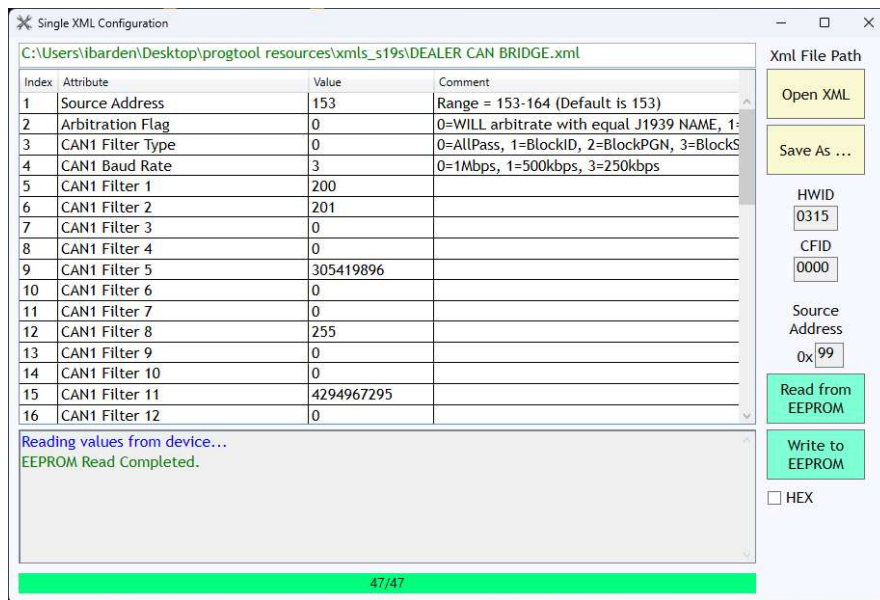 Single XML Configuration
C:\Users\ibarden\Desktop\progtool resources\xmls_s19s\DEALER CAN BRIDGE.xml
Xml File Path
Open XML
Save As ...
HWID
0315
CFID
0000
Source
Address
0x 99
Read from
EEPROM
Write to
EEPROM
HEX
Index Attribute Value Comment
1 Source Address 153 Range = 153-164 (Default is 153)
2 Arbitration Flag 0 0=WILL arbitrate with equal J1939 NAME, 1=
3 CAN1 Filter Type 0 0=AllPass, 1=BlockID, 2=BlockPGN, 3=BlockS
4 CAN1 Baud Rate 3 0=1Mbps, 1=500kbps, 3=250kbps
5 CAN1 Filter 1 200
6 CAN1 Filter 2 201
7 CAN1 Filter 3 0
8 CAN1 Filter 4 0
9 CAN1 Filter 5 305419896
10 CAN1 Filter 6 0
11 CAN1 Filter 7 0
12 CAN1 Filter 8 255
13 CAN1 Filter 9 0
14 CAN1 Filter 10 0
15 CAN1 Filter 11 4294967295
16 CAN1 Filter 12 0
Reading values from device...
EEPROM Read Completed.
47/47